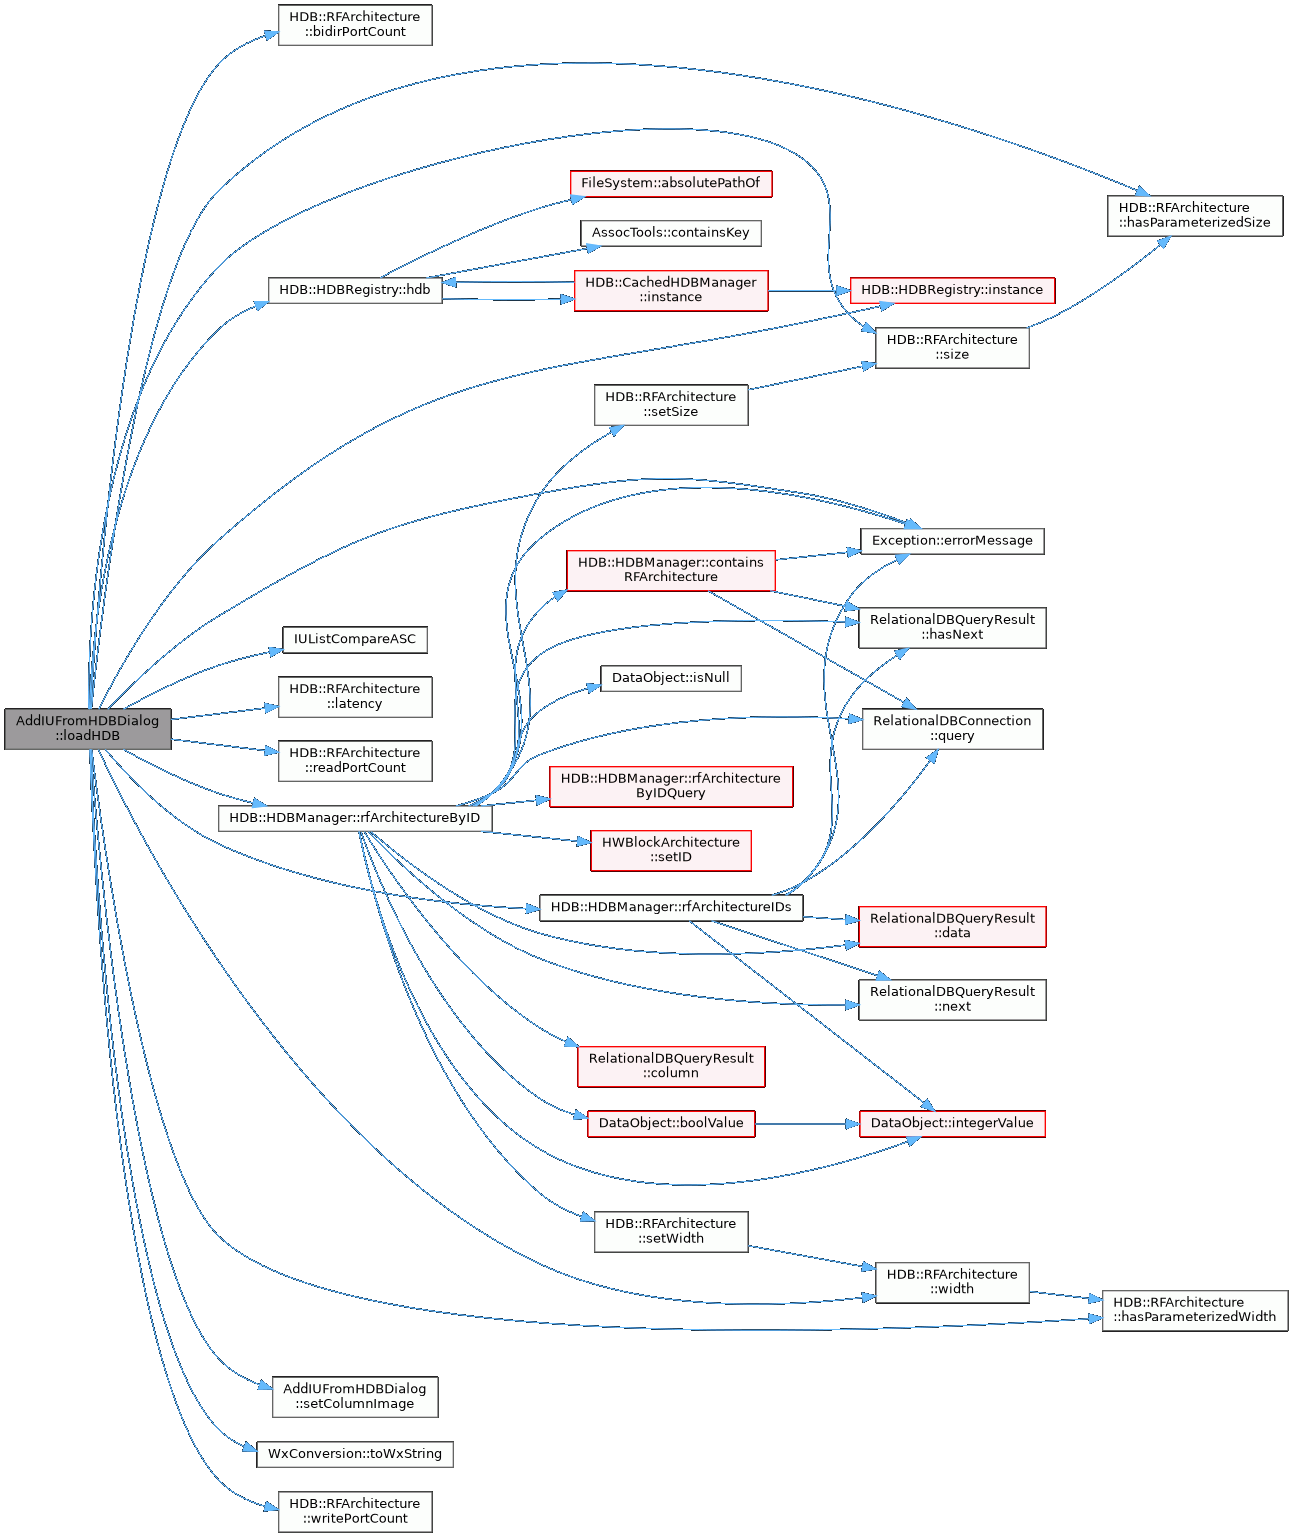 HDB::RFArchitecture
::bidirPortCount
FileSystem::absolutePathOf
HDB::RFArchitecture
::hasParameterizedSize
AssocTools::containsKey
HDB::HDBRegistry::hdb
HDB::CachedHDBManager
::instance
HDB::HDBRegistry::instance
HDB::RFArchitecture
::size
HDB::RFArchitecture
::setSize
Exception::errorMessage
HDB::HDBManager::contains
RFArchitecture
RelationalDBQueryResult
::hasNext
IUListCompareASC
DataObject::isNull
HDB::RFArchitecture
::latency
AddIUFromHDBDialog
::loadHDB
RelationalDBConnection
::query
HDB::RFArchitecture
::readPortCount
HDB::HDBManager::rfArchitecture
ByIDQuery
HDB::HDBManager::rfArchitectureByID
HWBlockArchitecture
::setID
HDB::HDBManager::rfArchitectureIDs
RelationalDBQueryResult
::data
RelationalDBQueryResult
::next
RelationalDBQueryResult
::column
DataObject::boolValue
DataObject::integerValue
HDB::RFArchitecture
::setWidth
HDB::RFArchitecture
::width
HDB::RFArchitecture
::hasParameterizedWidth
AddIUFromHDBDialog
::setColumnImage
WxConversion::toWxString
HDB::RFArchitecture
::writePortCount